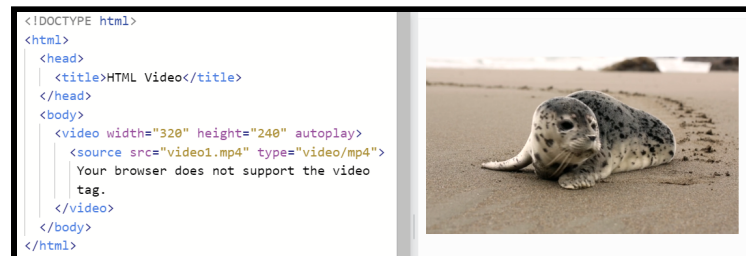 <!DOCTYPE html>
<html>
<head>
<title>HTML Video</title>
</head>
<body>
<video width="320" height="240" autoplay>
<source src="video1.mp4" type="video/mp4">
Your browser does not support the video
tag.
</video>
</body>
</html>